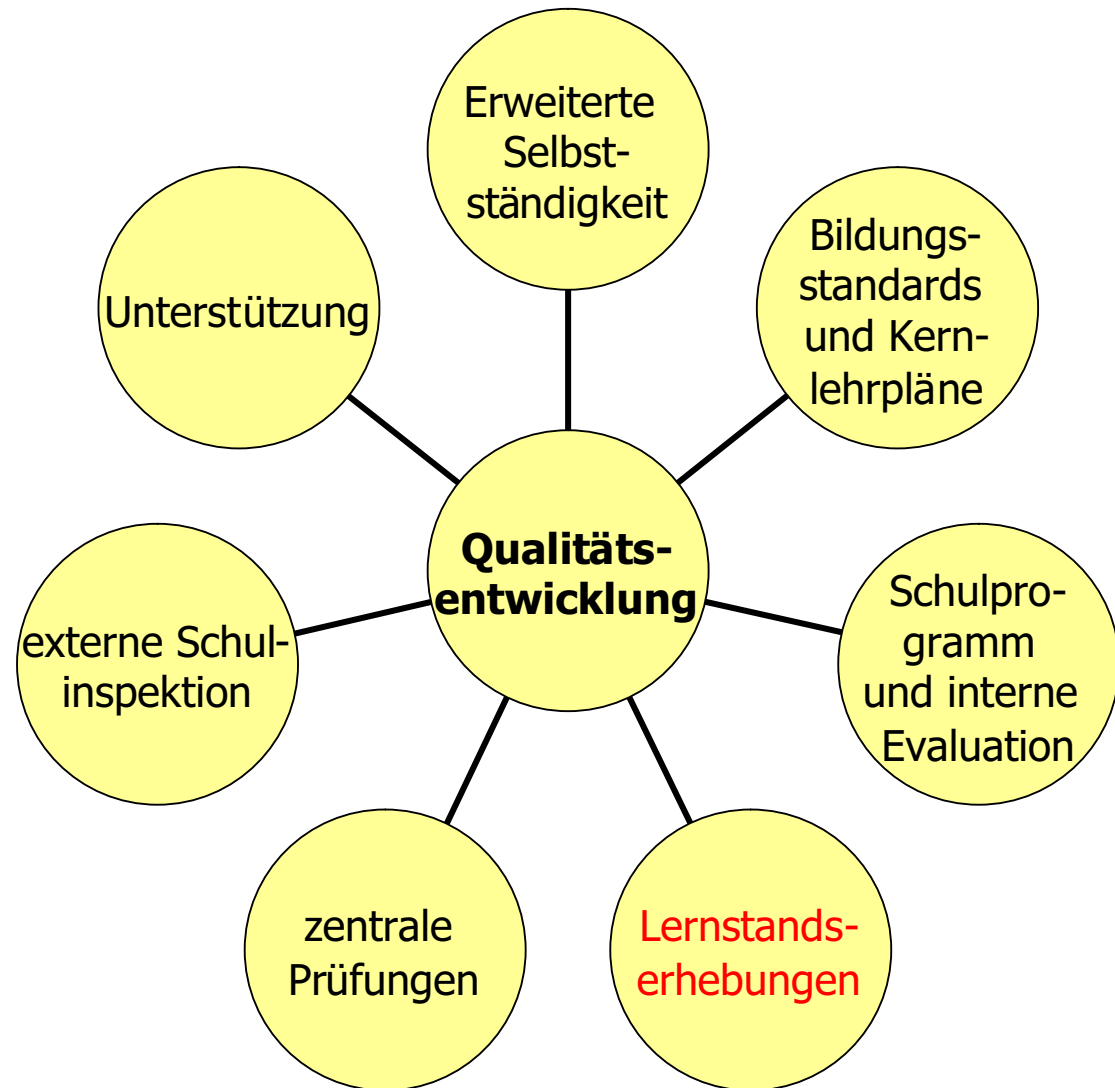 Erweiterte
Selbst-
ständigkeit
Bildungs-
standards
und Kern-
lehrpläne
Unterstützung
Qualitäts-
entwicklung
Schulpro-
gramm
und interne
Evaluation
externe Schul-
inspektion
zentrale
Prüfungen
Lernstands-
erhebungen